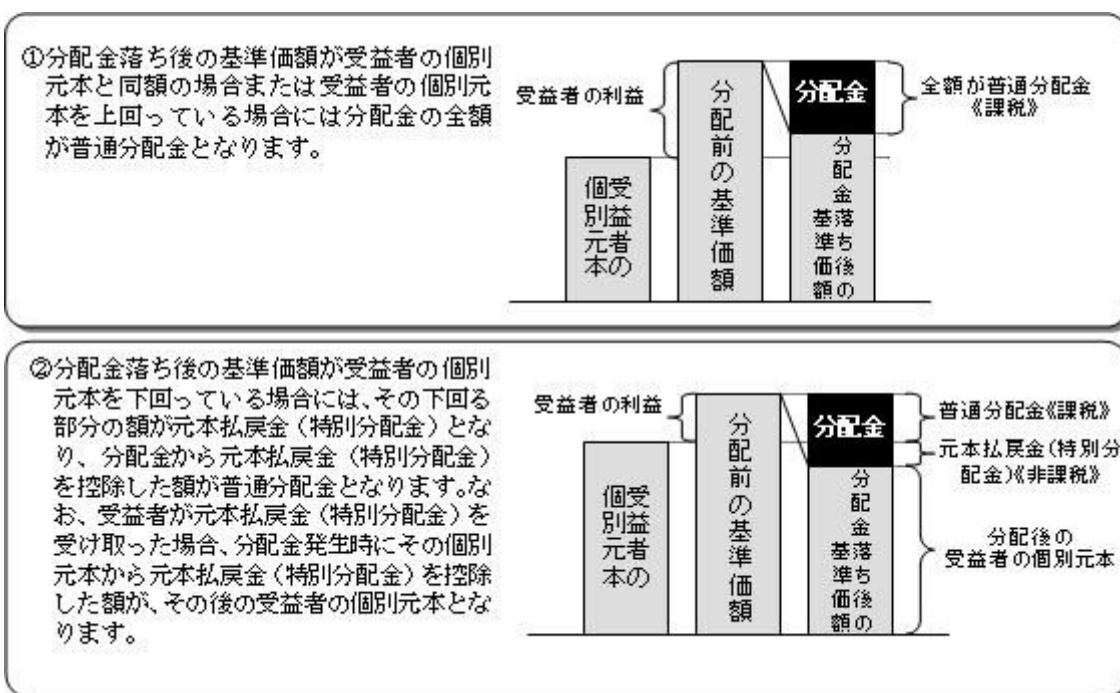 ①分配金落ち後の基準価額が受益者の個別
元本と同額の場合または受益者の個別元
本を上回っている場合には分配金の全額
が普通分配金となります。
受益者の利益
受益者の
個別元本
分配前の基準価額
分配金
分配金落ち後の
基準価額
全額が普通分配金
《課税》
②分配金落ち後の基準価額が受益者の個別
元本を下回っている場合には、その下回る
部分の額が元本払戻金(特別分配金)とな
り、分配金から元本払戻金(特別分配金)
を控除した額が普通分配金となります。な
お、受益者が元本払戻金(特別分配金)を
受け取った場合、分配金発生時にその個別
元本から元本払戻金(特別分配金)を控除
した額が、その後の受益者の個別元本とな
ります。
受益者の利益
受益者の
個別元本
分配前の基準価額
分配金
分配金落ち後の
基準価額
普通分配金《課税》
元本払戻金(特別分
配金)《非課税》
分配後の
受益者の個別元本